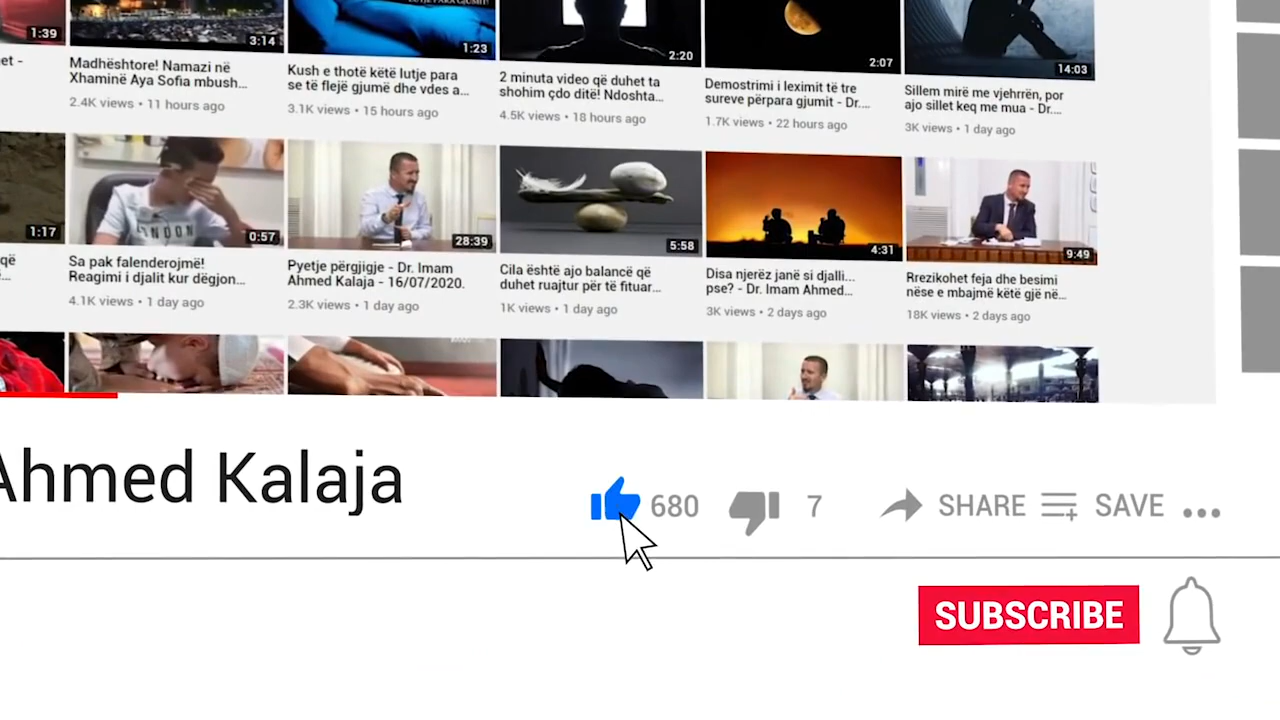 1:39
3:14
1:23
2:20
2:07
14:03
Madhështore! Namazi në
Xhaminë Aya Sofia mbush...
2.4K views • 11 hours ago
Kush e thotë këtë lutje para
se të flejë gjumë dhe vdes a...
3.1K views • 15 hours ago
2 minuta video që duhet ta
shohim çdo ditë! Ndoshta...
4.5K views • 18 hours ago
Demostrimi i leximit të tre
sureve përpara gjumit - Dr....
1.7K views • 22 hours ago
Sillem mirë me vjehrrën, por
ajo sillet keq me mua - Dr....
3K views • 1 day ago
1:17
0:57
28:39
5:58
4:31
9:49
që
Sa pak falenderojmë!
Reagimi i djalit kur dëgjon...
4.1K views • 1 day ago
Pyetje përgjigje - Dr. Imam
Ahmed Kalaja - 16/07/2020.
2.3K views • 1 day ago
Cila është ajo balancë që
duhet ruajtur për të fituar...
1K views • 1 day ago
Disa njerëz janë si djalli...
pse? - Dr. Imam Ahmed...
3K views • 2 days ago
Rrezikohet feja dhe besimi
nëse e mbajmë këtë gjë në...
18K views • 2 days ago
Ahmed Kalaja
680 7 SHARE SAVE ...
SUBSCRIBE